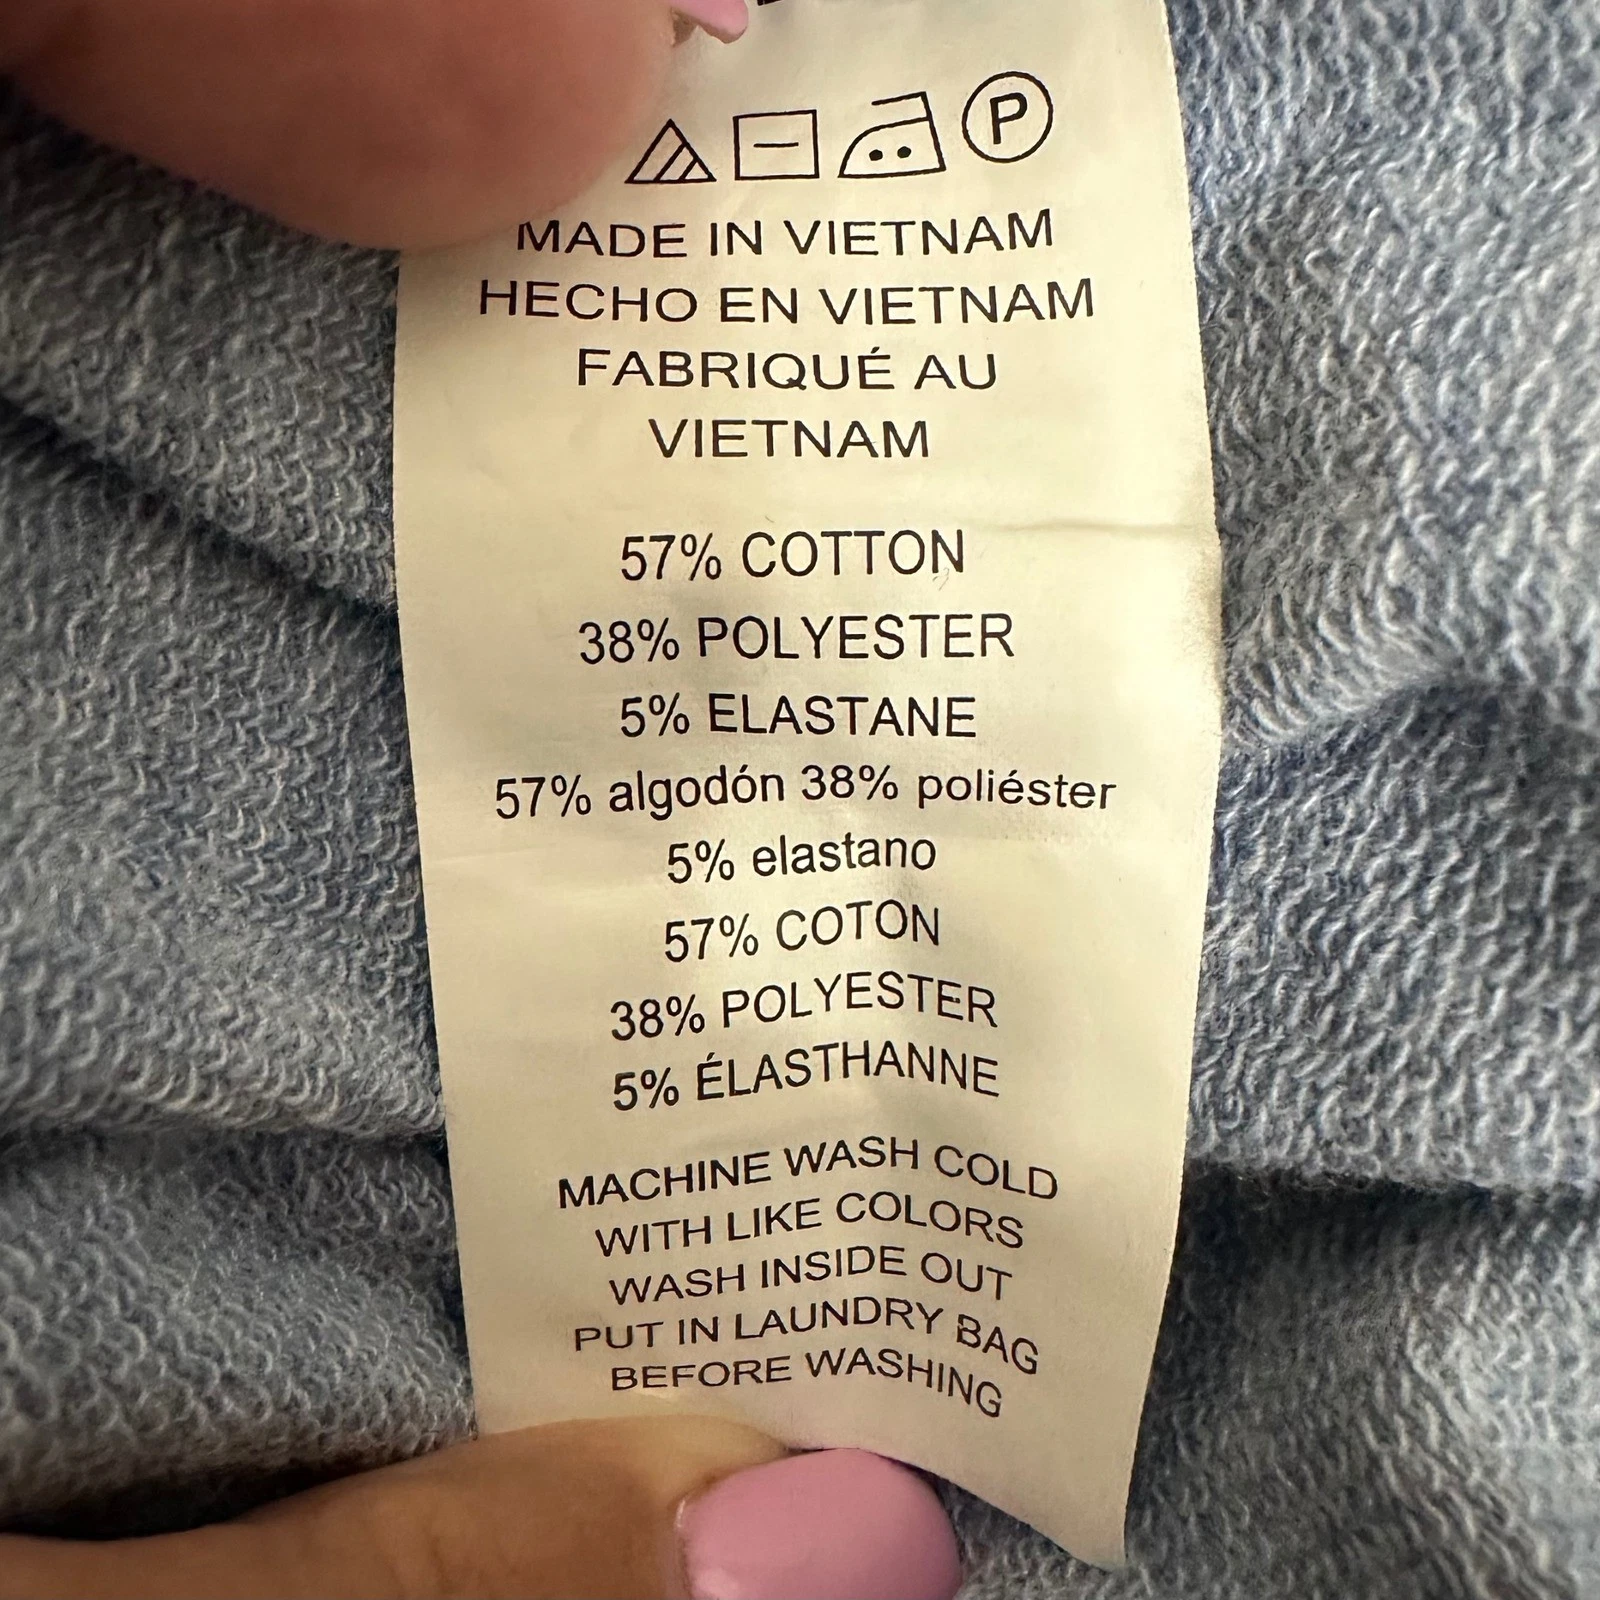 P
MADE IN VIETNAM
HECHO EN VIETNAM
FABRIQUÉ AU
VIETNAM
57% COTTON
38% POLYESTER
5% ELASTANE
57% algodón 38% poliéster
5% elastano
57% COTON
38% POLYESTER
5% ÉLASTHANNE
MACHINE WASH COLD
WITH LIKE COLORS
WASH INSIDE OUT
PUT IN LAUNDRY BAG
BEFORE WASHING